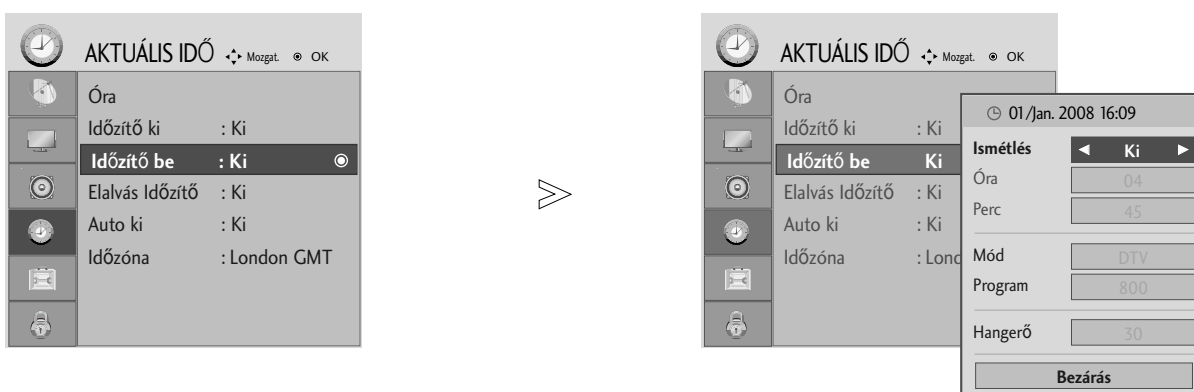 AKTUÁLIS IDŐ Mozgat. OK
Óra
Időzítő ki : Ki
Időzítő be : Ki
Elalvás Időzítő : Ki
Auto ki : Ki
Időzóna : London GMT
AKTUÁLIS IDŐ Mozgat. OK
Óra
Időzítő ki : Ki
Időzítő be Ki
Elalvás Időzítő : Ki
Auto ki : Ki
Időzóna : Lond
01/Jan. 2008 16:09
Ismétlés ◄ Ki ►
Óra 04
Perc 45
Mód DTV
Program 800
Hangerő 30
Bezárás